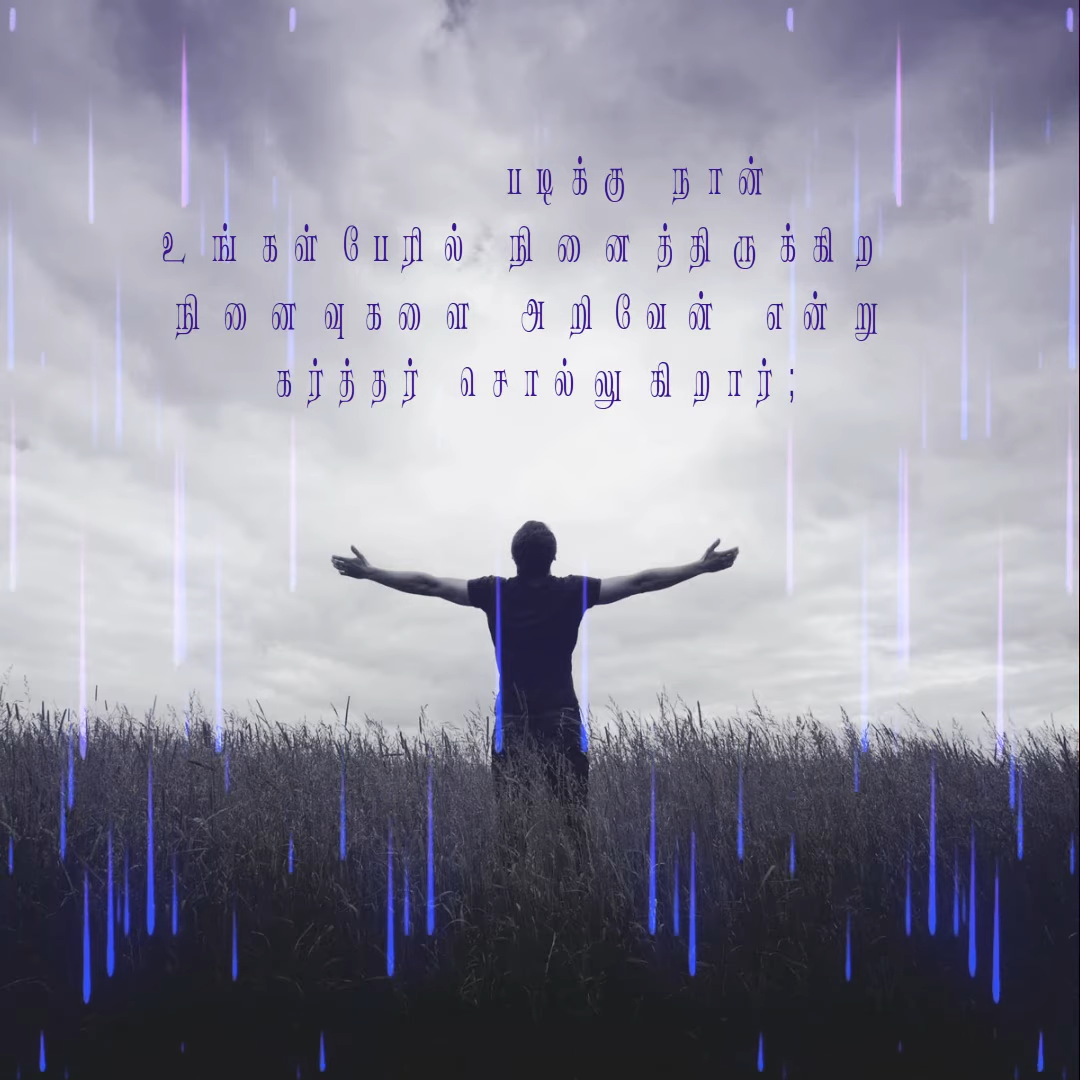 படிக்கு நான்
உங்கள்பேரில் நினைத்திருக்கிற
நினைவுகளை அறிவேன் என்று
கர்த்தர் சொல்லுகிறார்;